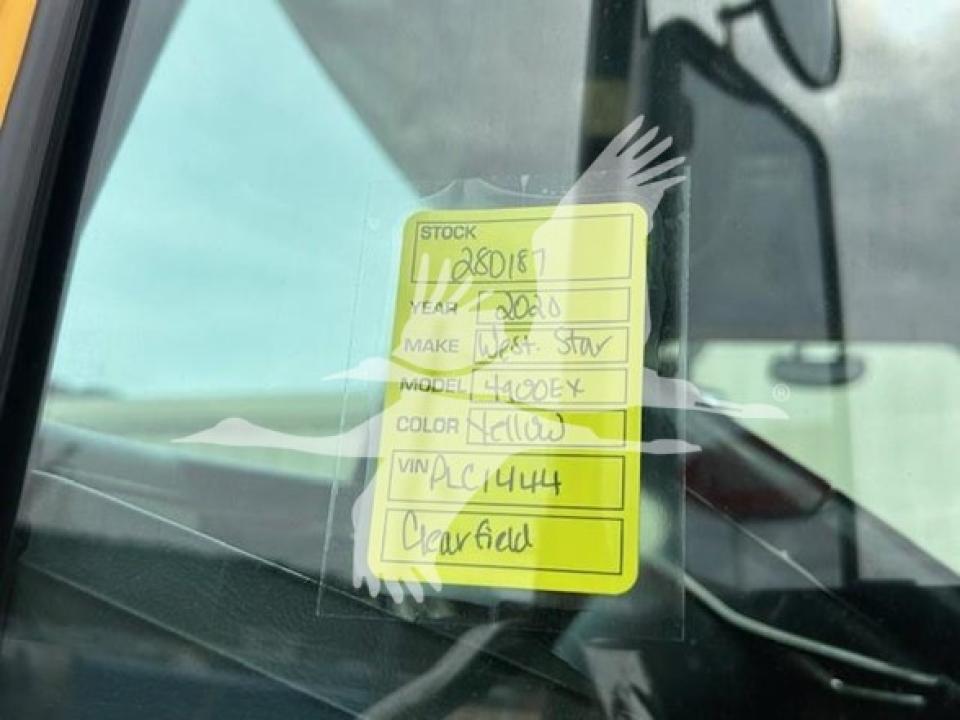 STOCK
280187
YEAR 2020
MAKE West. Star
MODEL 4900EX
COLOR Yellow
VIN PLC1444
Clearfield
®